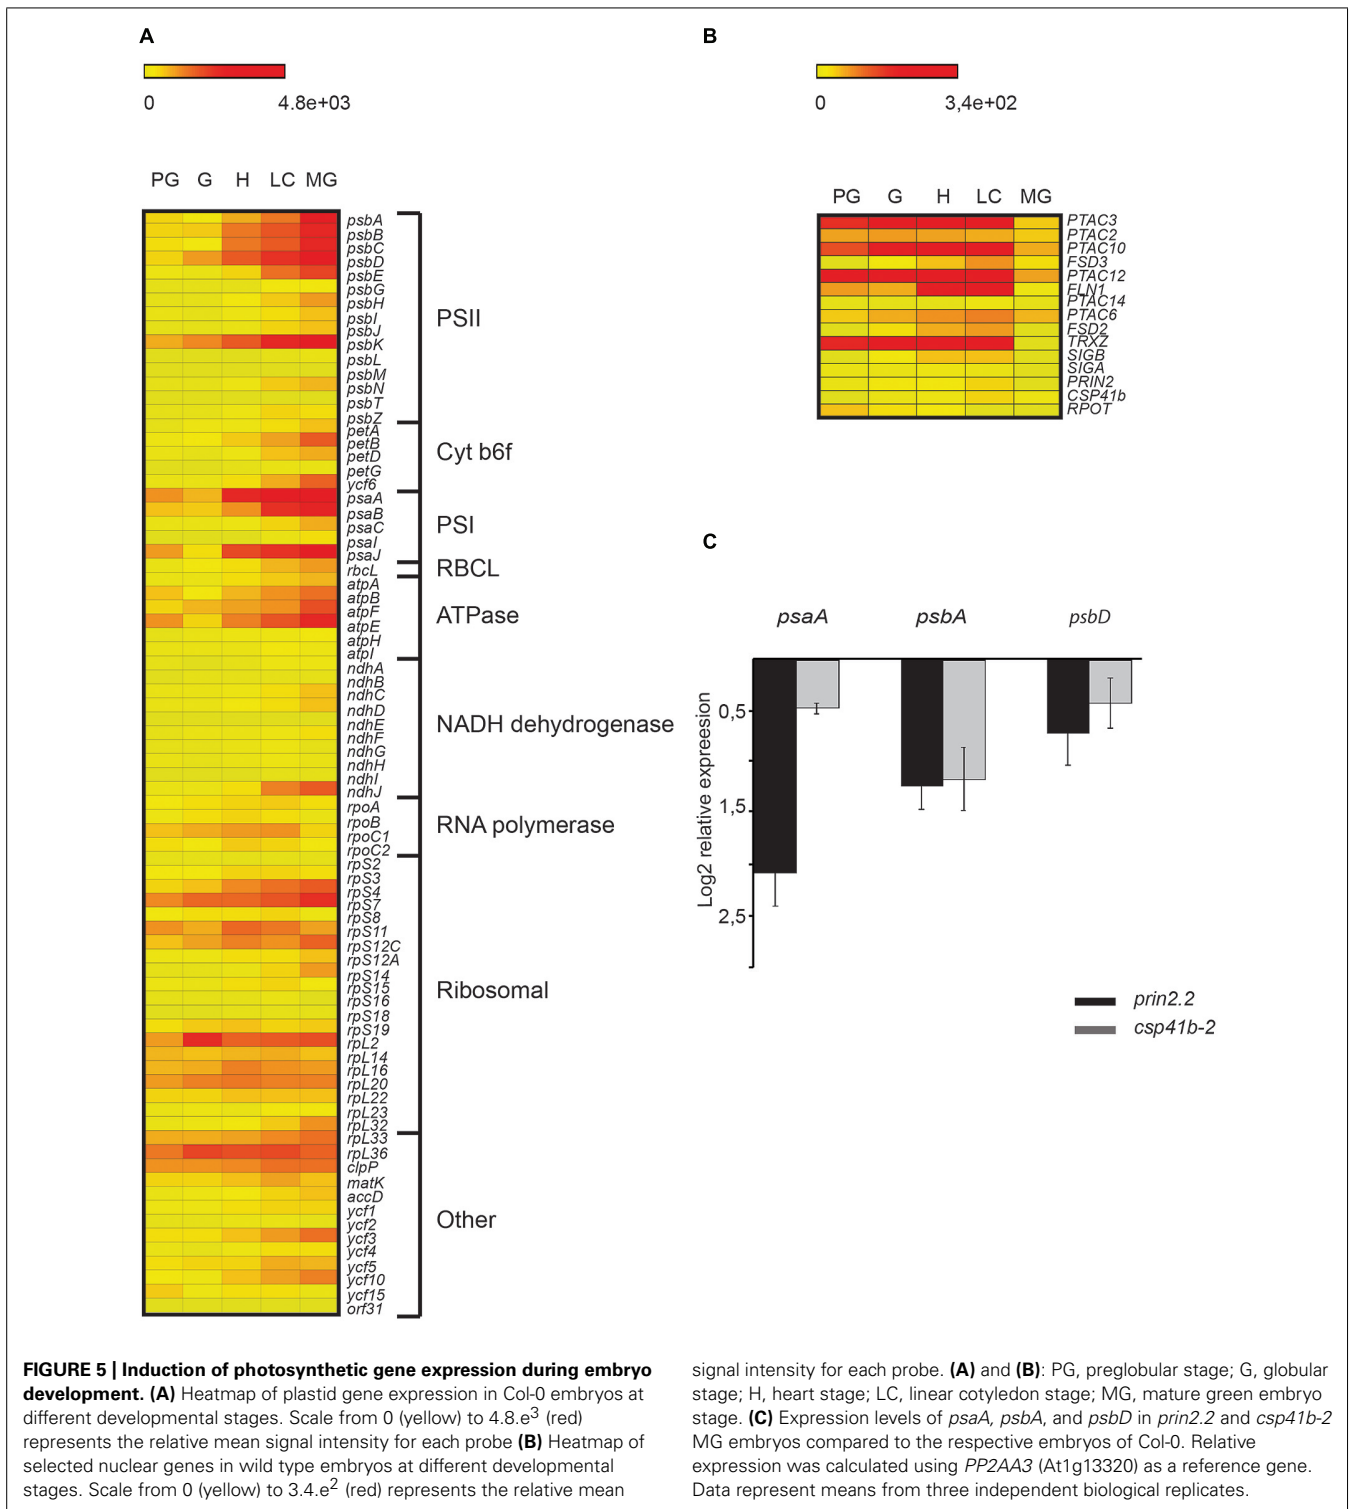 A
0 4.8e+03
PG G H LC MG
psbA
psbB
psbC
psbD
psbE
psbG
psbH
psbI
psbJ
psbK
psbL
psbM
psbN
psbT
psbZ
petA
petB
petD
petG
ycf6
psaA
psaB
psaC
psaI
psaJ
rbcL
atpA
atpB
atpF
atpE
atpH
atpI
ndhA
ndhB
ndhC
ndhD
ndhE
ndhF
ndhG
ndhH
ndhI
ndhJ
rpoA
rpoB
rpoC1
rpoC2
rpS2
rpS3
rpS4
rpS7
rpS8
rpS11
rpS12C
rpS12A
rpS14
rpS15
rpS16
rpS18
rpS19
rpL2
rpL14
rpL16
rpL20
rpL22
rpL23
rpL32
rpL33
rpL36
clpP
matK
accD
ycf1
ycf2
ycf3
ycf4
ycf5
ycf10
ycf15
orf31
PSII
Cyt b6f
PSI
RBCL
ATPase
NADH dehydrogenase
RNA polymerase
Ribosomal
Other
B
0 3,4e+02
PG G H LC MG
PTAC3
PTAC2
PTAC10
FSD3
PTAC12
FLN1
PTAC14
PTAC6
FSD2
TRXZ
SIGB
SIGA
PRIN2
CSP41b
RPOT
C
psaA psbA psbD
Log2 relative expreesion
0,5
1,5
2,5
prin2.2
csp41b-2
FIGURE 5 | Induction of photosynthetic gene expression during embryo
development. (A) Heatmap of plastid gene expression in Col-0 embryos at
different developmental stages. Scale from 0 (yellow) to 4.8.e3 (red)
represents the relative mean signal intensity for each probe (B) Heatmap of
selected nuclear genes in wild type embryos at different developmental
stages. Scale from 0 (yellow) to 3.4.e2 (red) represents the relative mean
signal intensity for each probe. (A) and (B): PG, preglobular stage; G, globular
stage; H, heart stage; LC, linear cotyledon stage; MG, mature green embryo
stage. (C) Expression levels of psaA, psbA, and psbD in prin2.2 and csp41b-2
MG embryos compared to the respective embryos of Col-0. Relative
expression was calculated using PP2AA3 (At1g13320) as a reference gene.
Data represent means from three independent biological replicates.